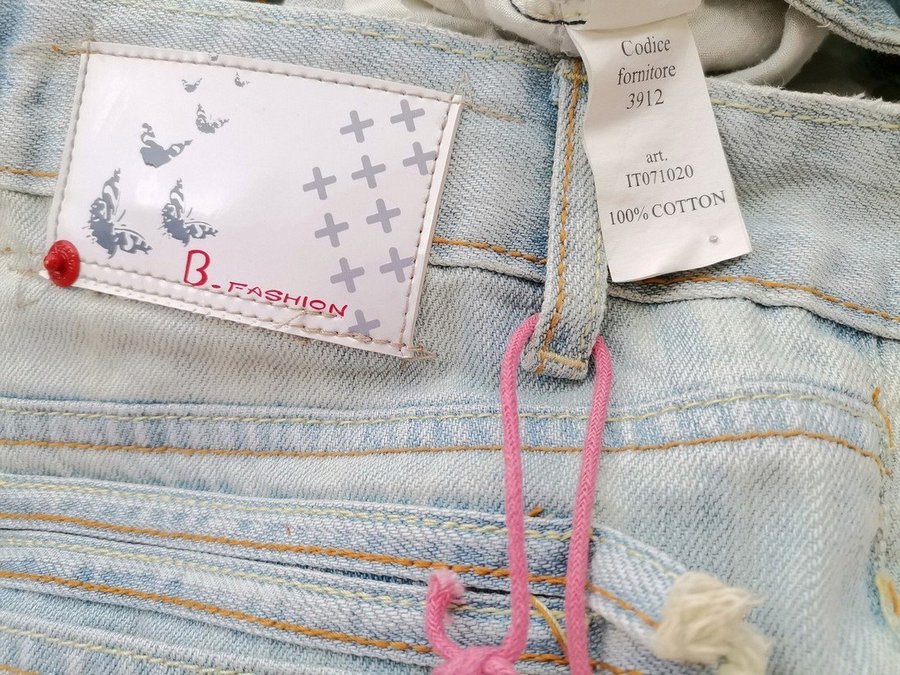 B. FASHION
Codice
fornitore
3912
art.
IT071020
100% COTTON